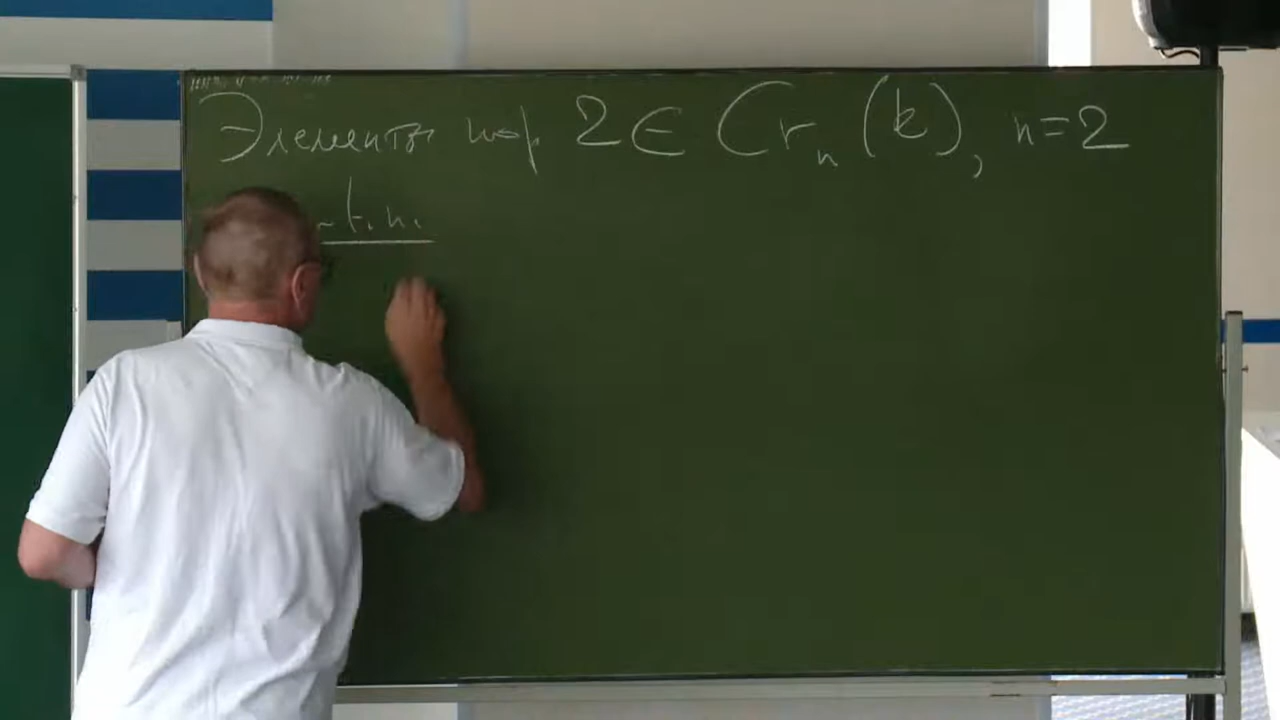 Элементы пор 2 ∈ Cr_n (k), n=2
t. n.